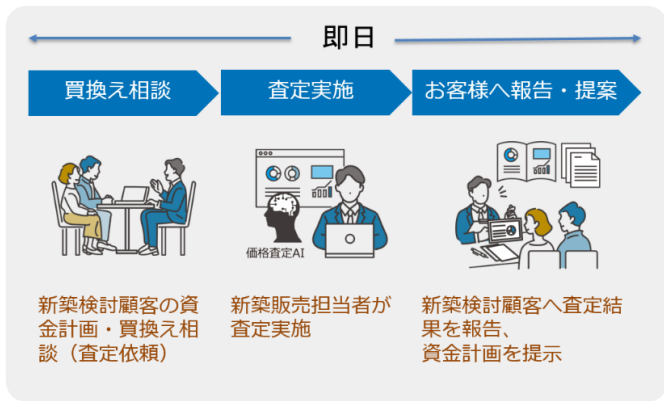 即日
買換え相談
査定実施
お客様へ報告・提案
価格査定AI
新築検討顧客の資
金計画・買換え相
談（査定依頼）
新築販売担当者が
査定実施
新築検討顧客へ査定結
果を報告、
資金計画を提示